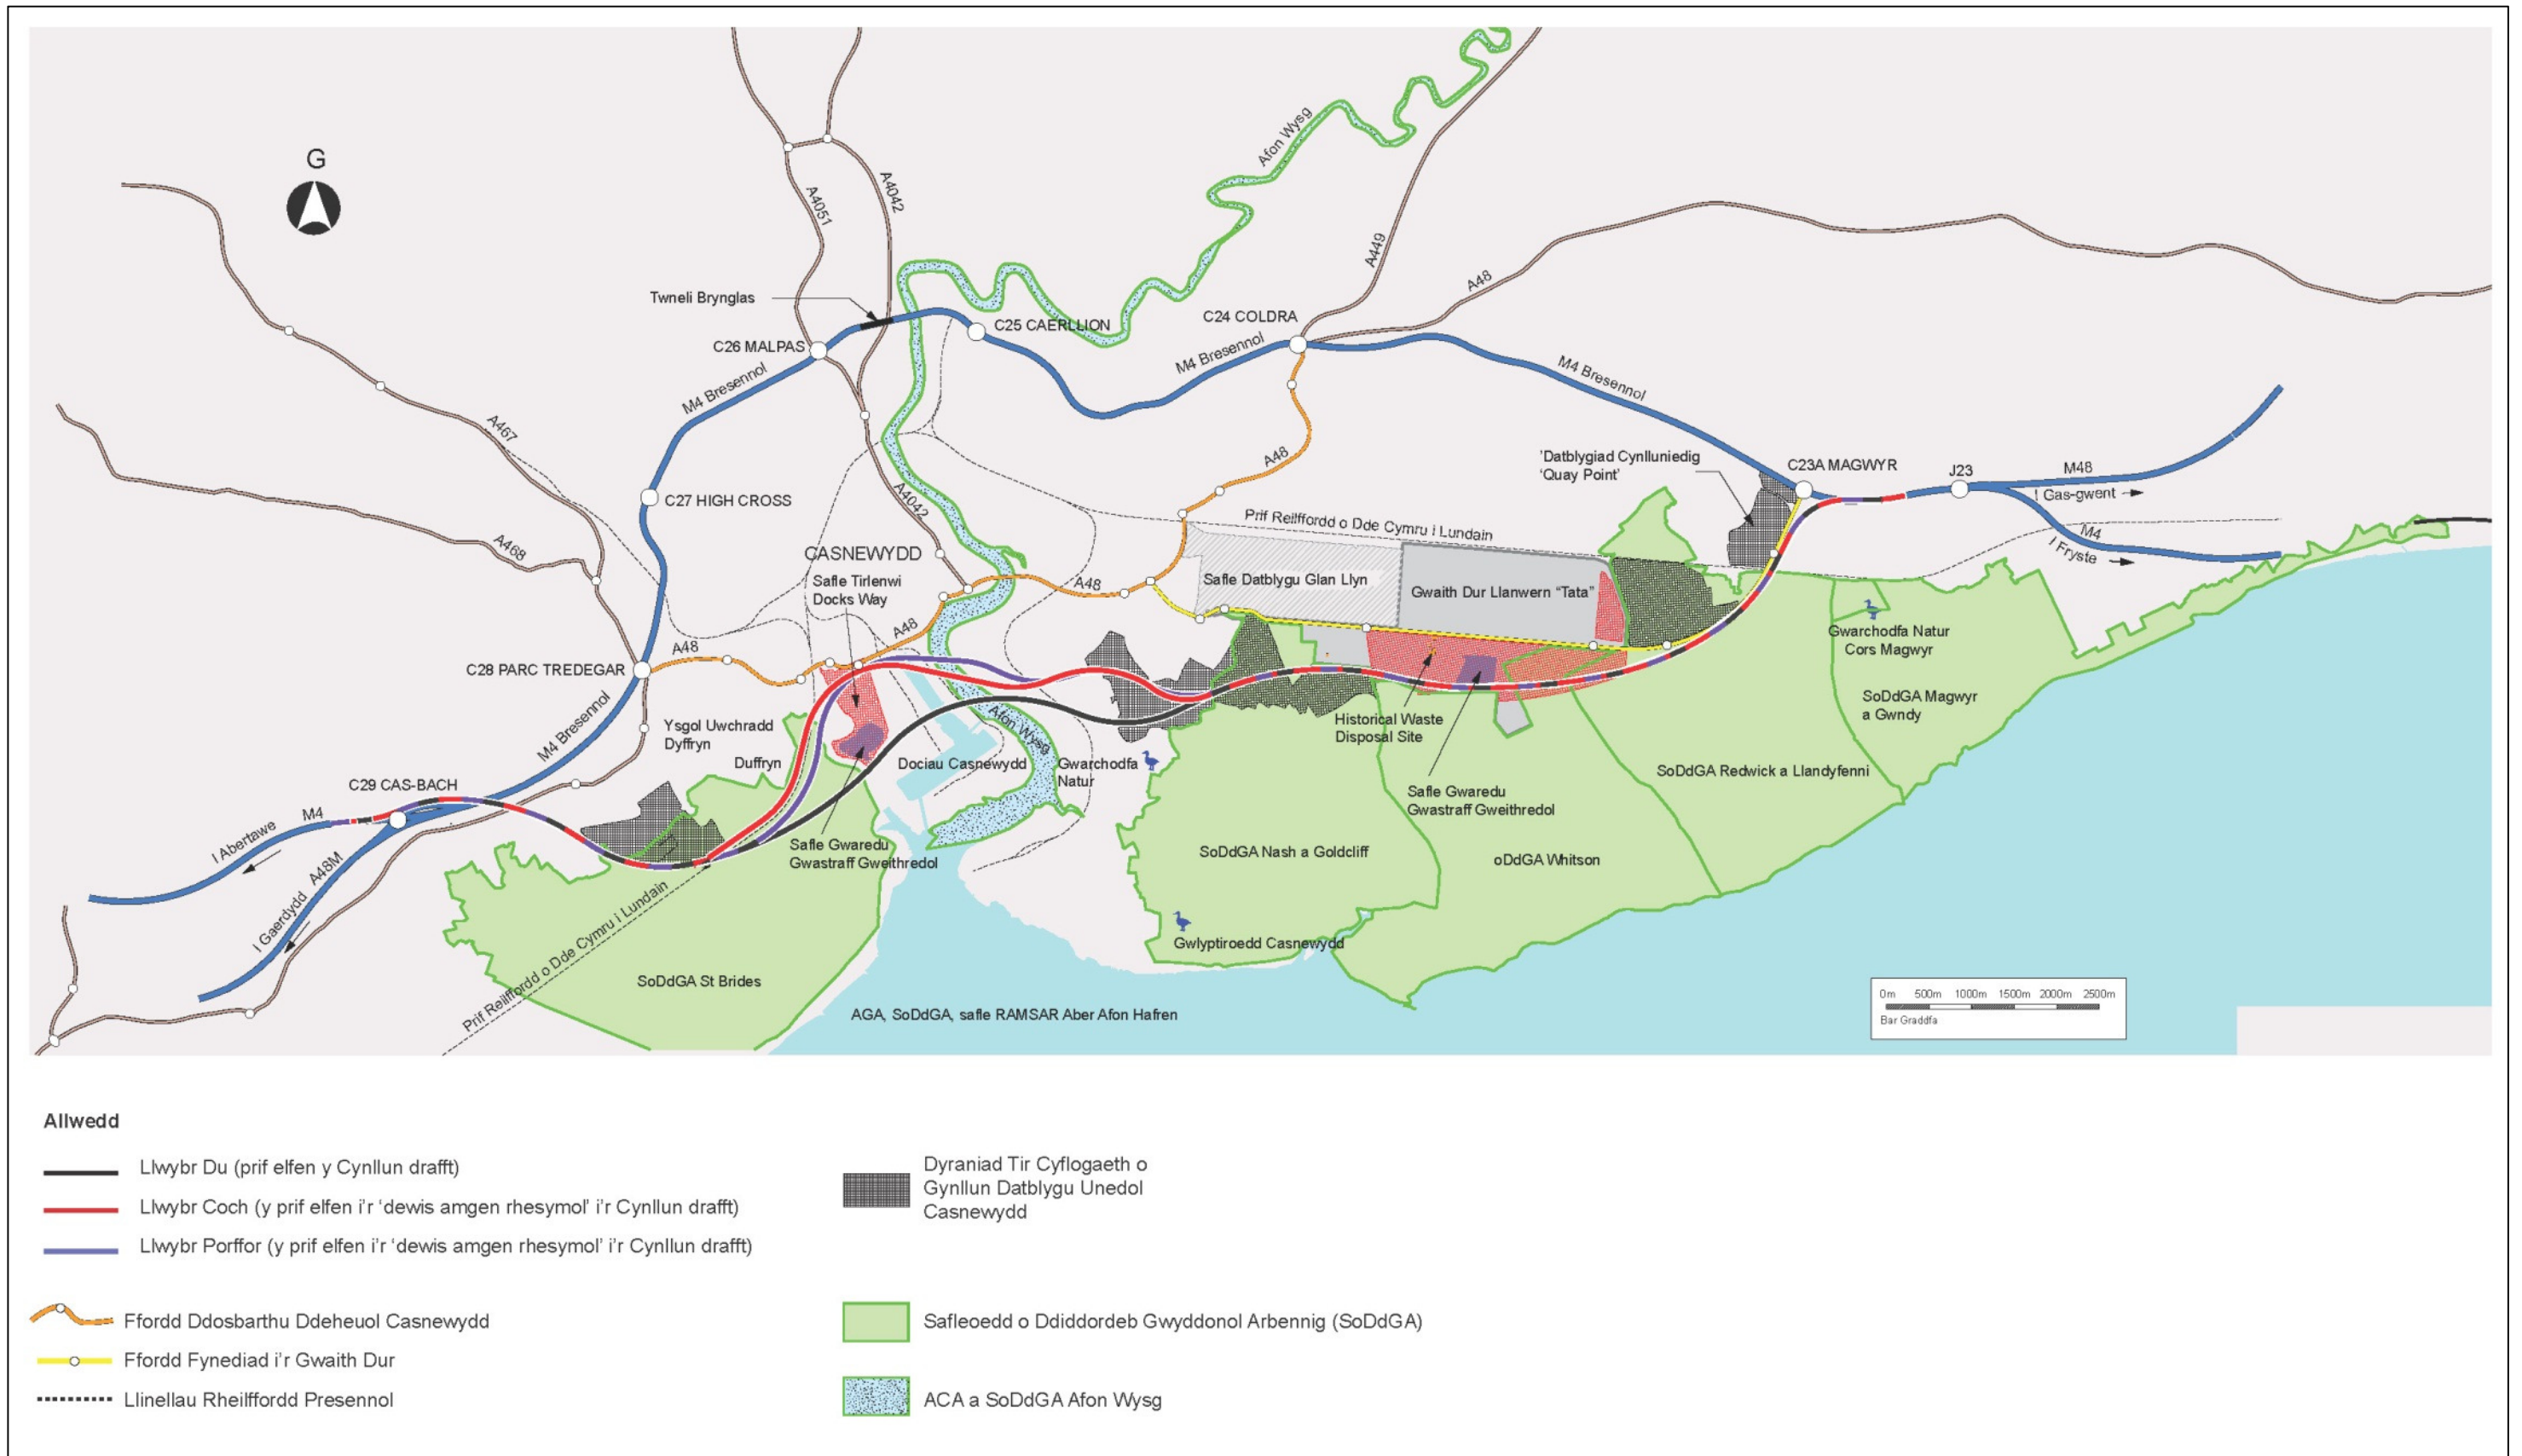 G
Afon Wysg
A4051
A4042
A449
A48
Twneli Brynglas
C25 CAERLLION
C24 COLDRA
C26 MALPAS
M4 Bresennol
M4 Bresennol
M4 Bresennol
A467
C27 HIGH CROSS
A48
A4042
'Datblygiad Cynlluniedig
'Quay Point'
C23A MAGWYR
J23
M48
I Gas-gwent
M4
I Fryste
Prif Reilffordd o Dde Cymru i Lundain
A468
CASNEWYDD
Safle Tirlenwi
Docks Way
A48
Safle Datblygu Glan Llyn
Gwaith Dur Llanwern “Tata”
A48
A48
C28 PARC TREDEGAR
Gwarchodfa Natur
Cors Magwyr
SoDdGA Magwyr
a Gwndy
M4 Bresennol
Ysgol Uwchradd
Dyffryn
Duffryn
Afon Wysg
Dociau Casnewydd
Gwarchodfa
Natur
Historical Waste
Disposal Site
SoDdGA Redwick a Llandyfenni
Safle Gwaredu
Gwastraff Gweithredol
C29 CAS-BACH
M4
I Abertawe
A48M
I Gaerdydd
Safle Gwaredu
Gwastraff Gweithredol
SoDdGA Nash a Goldcliff
oDdGA Whitson
Prif Reilffordd o Dde Cymru i Lundain
Gwlyptiroedd Casnewydd
SoDdGA St Brides
AGA, SoDdGA, safle RAMSAR Aber Afon Hafren
0m 500m 1000m 1500m 2000m 2500m
Bar Graddfa
Allwedd
Llwybr Du (prif elfen y Cynllun drafft)
Llwybr Coch (y prif elfen i'r ‘dewis amgen rhesymol’ i'r Cynllun drafft)
Llwybr Porffor (y prif elfen i'r ‘dewis amgen rhesymol’ i'r Cynllun drafft)
Ffordd Ddosbarthu Ddeheuol Casnewydd
Ffordd Fynediad i'r Gwaith Dur
Llinellau Rheilffordd Presennol
Dyraniad Tir Cyflogaeth o
Gynllun Datblygu Unedol
Casnewydd
Safleoedd o Ddiddordeb Gwyddonol Arbennig (SoDdGA)
ACA a SoDdGA Afon Wysg